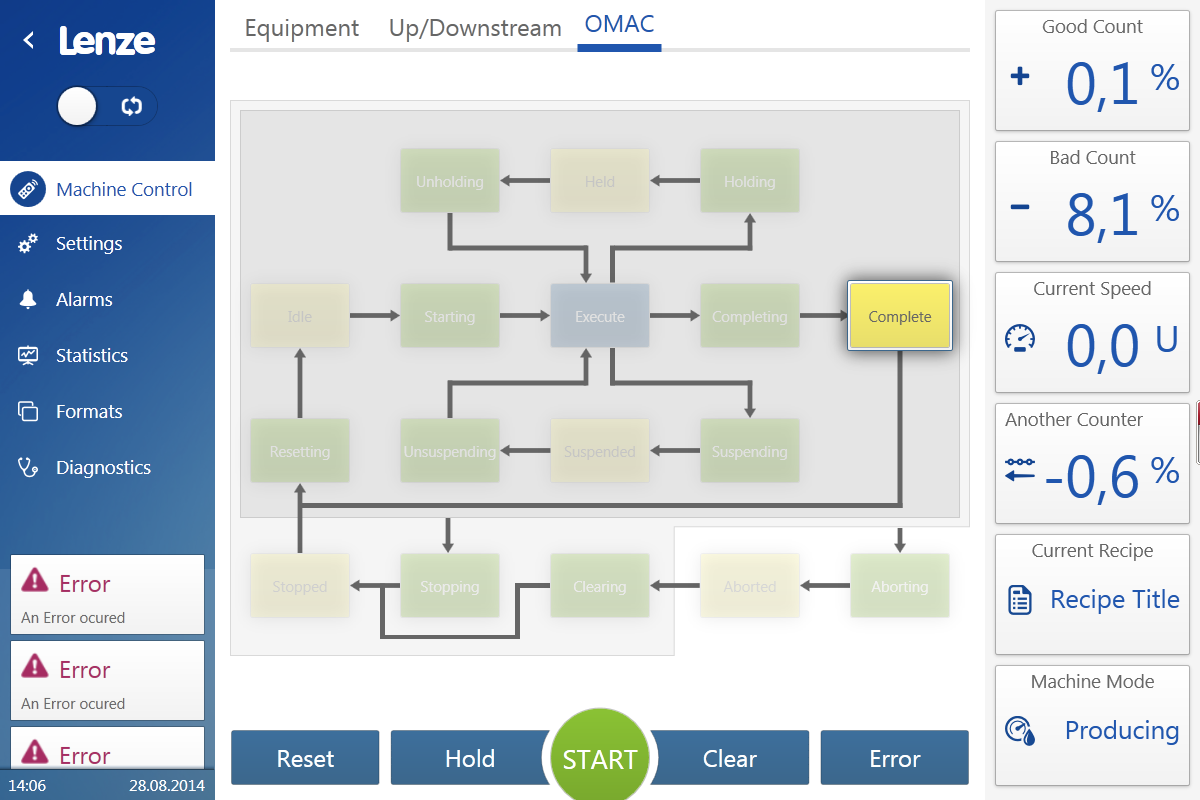 Lenze
Machine Control
Settings
Alarms
Statistics
Formats
Diagnostics
Error
An Error ocured
Error
An Error ocured
Error
14:06 28.08.2014
Equipment Up/Downstream OMAC
Unholding Held Holding
Idle Starting Execute Completing Complete
Resetting Unsuspending Suspended Suspending
Stopped Stopping Clearing Aborted Aborting
Reset Hold START Clear Error
Good Count
+ 0,1 %
Bad Count
- 8,1 %
Current Speed
0,0 U
Another Counter
-0,6 %
Current Recipe
Recipe Title
Machine Mode
Producing